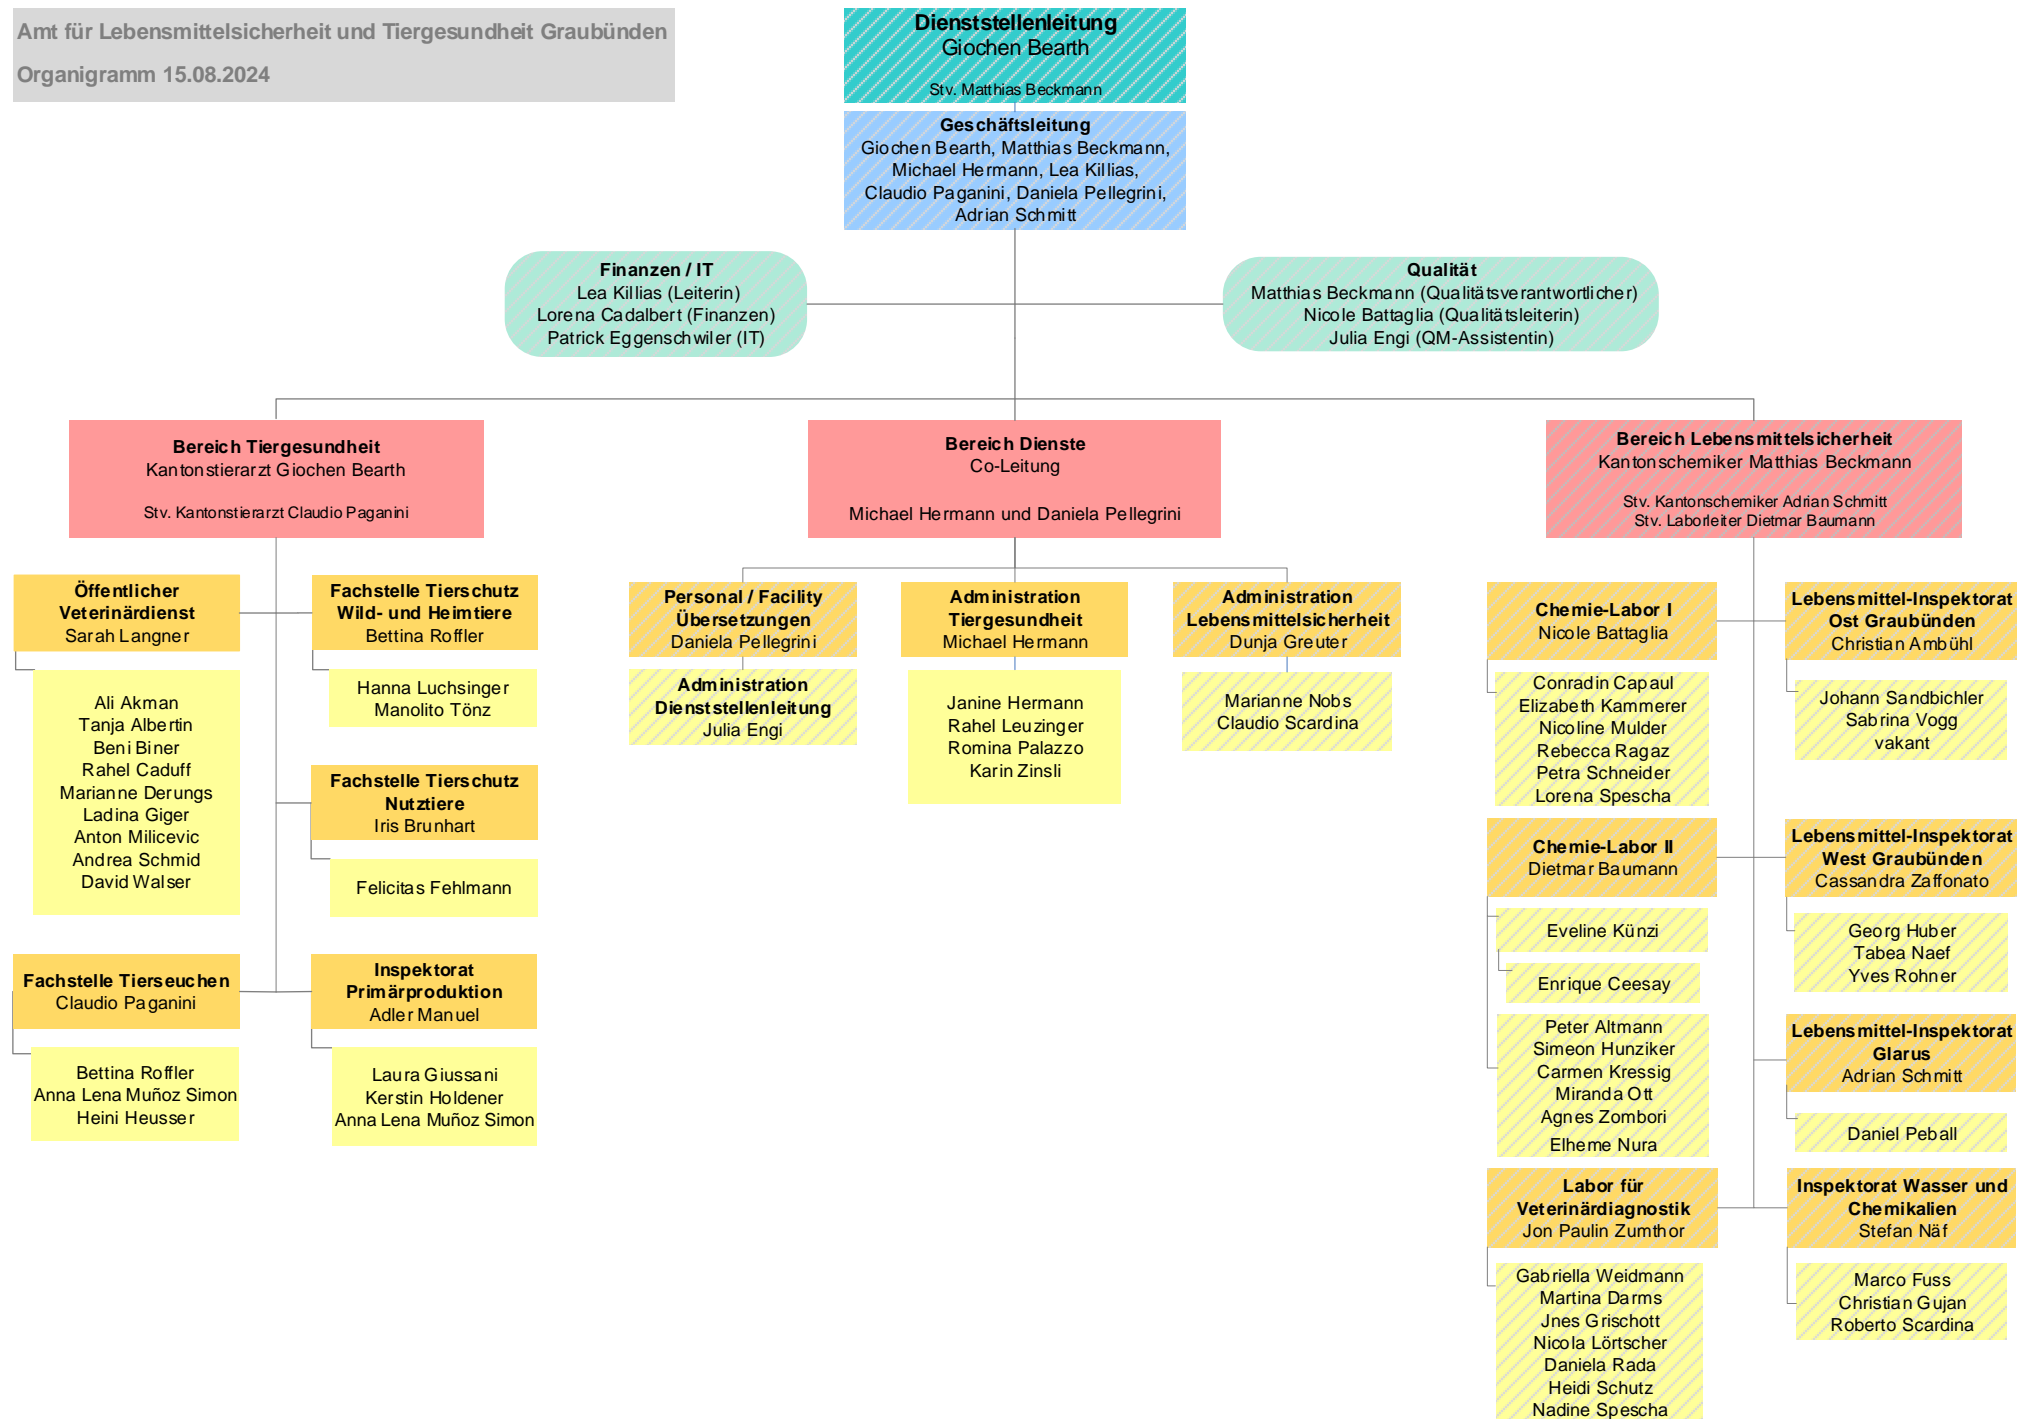 Amt für Lebensmittelsicherheit und Tiergesundheit Graubünden
Organigramm 15.08.2024
Dienststellenleitung
Giochen Bearth
Stv. Matthias Beckmann
Geschäftsleitung
Giochen Bearth, Matthias Beckmann,
Michael Hermann, Lea Killias,
Claudio Paganini, Daniela Pellegrini,
Adrian Schmitt
Finanzen / IT
Lea Killias (Leiterin)
Lorena Cadalbert (Finanzen)
Patrick Eggenschwiler (IT)
Qualität
Matthias Beckmann (Qualitätsverantwortlicher)
Nicole Battaglia (Qualitätsleiterin)
Julia Engi (QM-Assistentin)
Bereich Tiergesundheit
Kantonstierarzt Giochen Bearth
Stv. Kantonstierarzt Claudio Paganini
Öffentlicher
Veterinärdienst
Sarah Langner
Ali Akman
Tanja Albertin
Beni Biner
Rahel Caduff
Marianne Derungs
Ladina Giger
Anton Milicevic
Andrea Schmid
David Walser
Fachstelle Tierschutz
Wild- und Heimtiere
Bettina Roffler
Hanna Luchsinger
Manolito Tönz
Fachstelle Tierschutz
Nutztiere
Iris Brunhart
Felicitas Fehlmann
Fachstelle Tierseuchen
Claudio Paganini
Bettina Roffler
Anna Lena Muñoz Simon
Heini Heusser
Inspektorat
Primärproduktion
Adler Manuel
Laura Giussani
Kerstin Holdener
Anna Lena Muñoz Simon
Bereich Dienste
Co-Leitung
Michael Hermann und Daniela Pellegrini
Personal / Facility
Übersetzungen
Daniela Pellegrini
Administration
Dienststellenleitung
Julia Engi
Administration
Tiergesundheit
Michael Hermann
Janine Hermann
Rahel Leuzinger
Romina Palazzo
Karin Zinsli
Administration
Lebensmittelsicherheit
Dunja Greuter
Marianne Nobs
Claudio Scardina
Bereich Lebensmittelsicherheit
Kantonschemiker Matthias Beckmann
Stv. Kantonschemiker Adrian Schmitt
Stv. Laborleiter Dietmar Baumann
Chemie-Labor I
Nicole Battaglia
Conradin Capaul
Elizabeth Kammerer
Nicoline Mulder
Rebecca Ragaz
Petra Schneider
Lorena Spescha
Chemie-Labor II
Dietmar Baumann
Eveline Künzi
Enrique Ceesay
Peter Altmann
Simeon Hunziker
Carmen Kressig
Miranda Ott
Agnes Zombori
Elheme Nura
Labor für
Veterinärdiagnostik
Jon Paulin Zumthor
Gabriella Weidmann
Martina Darms
Jnes Grischott
Nicola Lörtscher
Daniela Rada
Heidi Schutz
Nadine Spescha
Lebensmittel-Inspektorat
Ost Graubünden
Christian Ambühl
Johann Sandbichler
Sabrina Vogg
vakant
Lebensmittel-Inspektorat
West Graubünden
Cassandra Zaffonato
Georg Huber
Tabea Naef
Yves Rohner
Lebensmittel-Inspektorat
Glarus
Adrian Schmitt
Daniel Peball
Inspektorat Wasser und
Chemikalien
Stefan Näf
Marco Fuss
Christian Gujan
Roberto Scardina